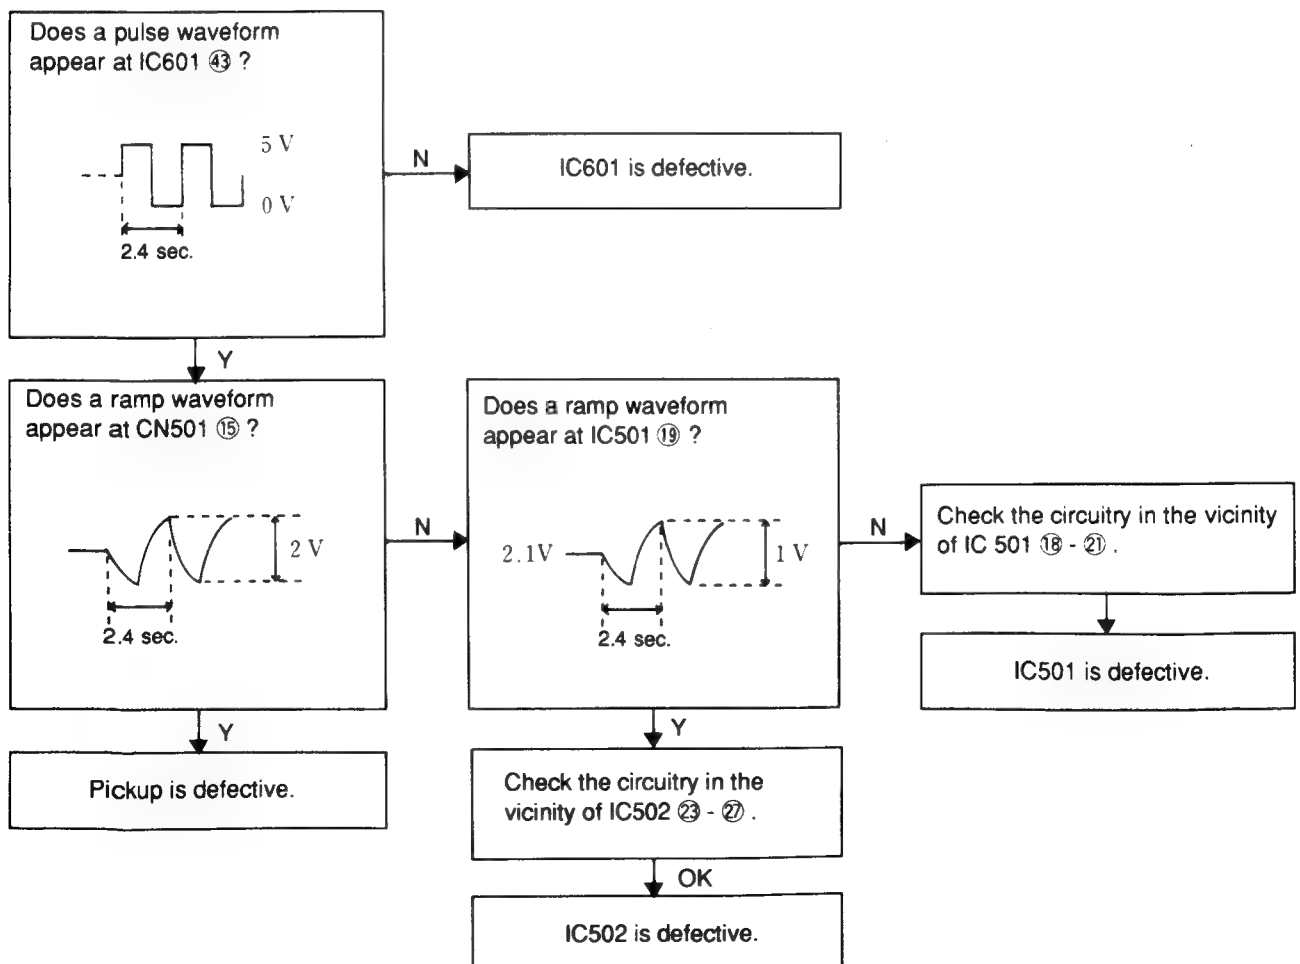 Does a pulse waveform
appear at IC601 ㊸ ?
5 V
0 V
2.4 sec.
N
IC601 is defective.
Y
Does a ramp waveform
appear at CN501 ⑮ ?
2 V
2.4 sec.
N
Does a ramp waveform
appear at IC501 ⑲ ?
2.1V
1 V
2.4 sec.
N
Check the circuitry in the vicinity
of IC 501 ⑱ - ㉑ .
IC501 is defective.
Y
Pickup is defective.
Y
Check the circuitry in the
vicinity of IC502 ㉓ - ㉗ .
OK
IC502 is defective.